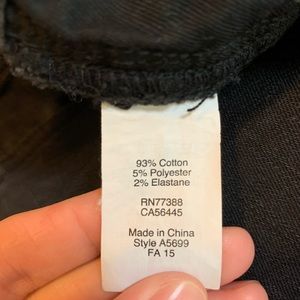 93% Cotton
5% Polyester
2% Elastane
RN77388
CA56445
Made in China
Style A5699
FA 15